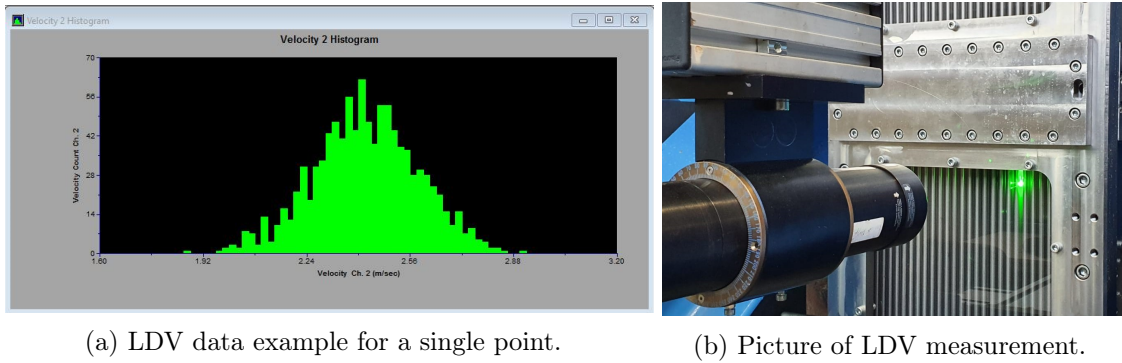 Velocity 2 Histogram
Velocity 2 Histogram
70
56
42
28
14
0
Velocity Count Ch. 2
1.60 1.92 2.24 2.56 2.88 3.20
Velocity Ch. 2 (m/sec)
(a) LDV data example for a single point.
(b) Picture of LDV measurement.